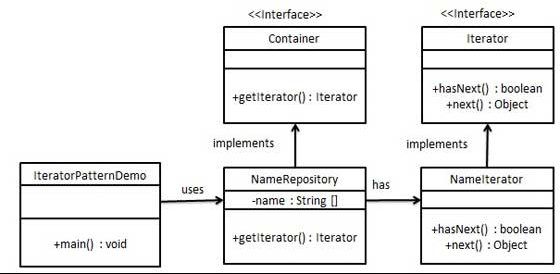 <<Interface>>
Container
+getIterator() : Iterator
<<Interface>>
Iterator
+hasNext() : boolean
+next() : Object
implements
implements
IteratorPatternDemo
+main() : void
uses
NameRepository
-name : String []
+getIterator() : Iterator
has
NameIterator
+hasNext() : boolean
+next() : Object